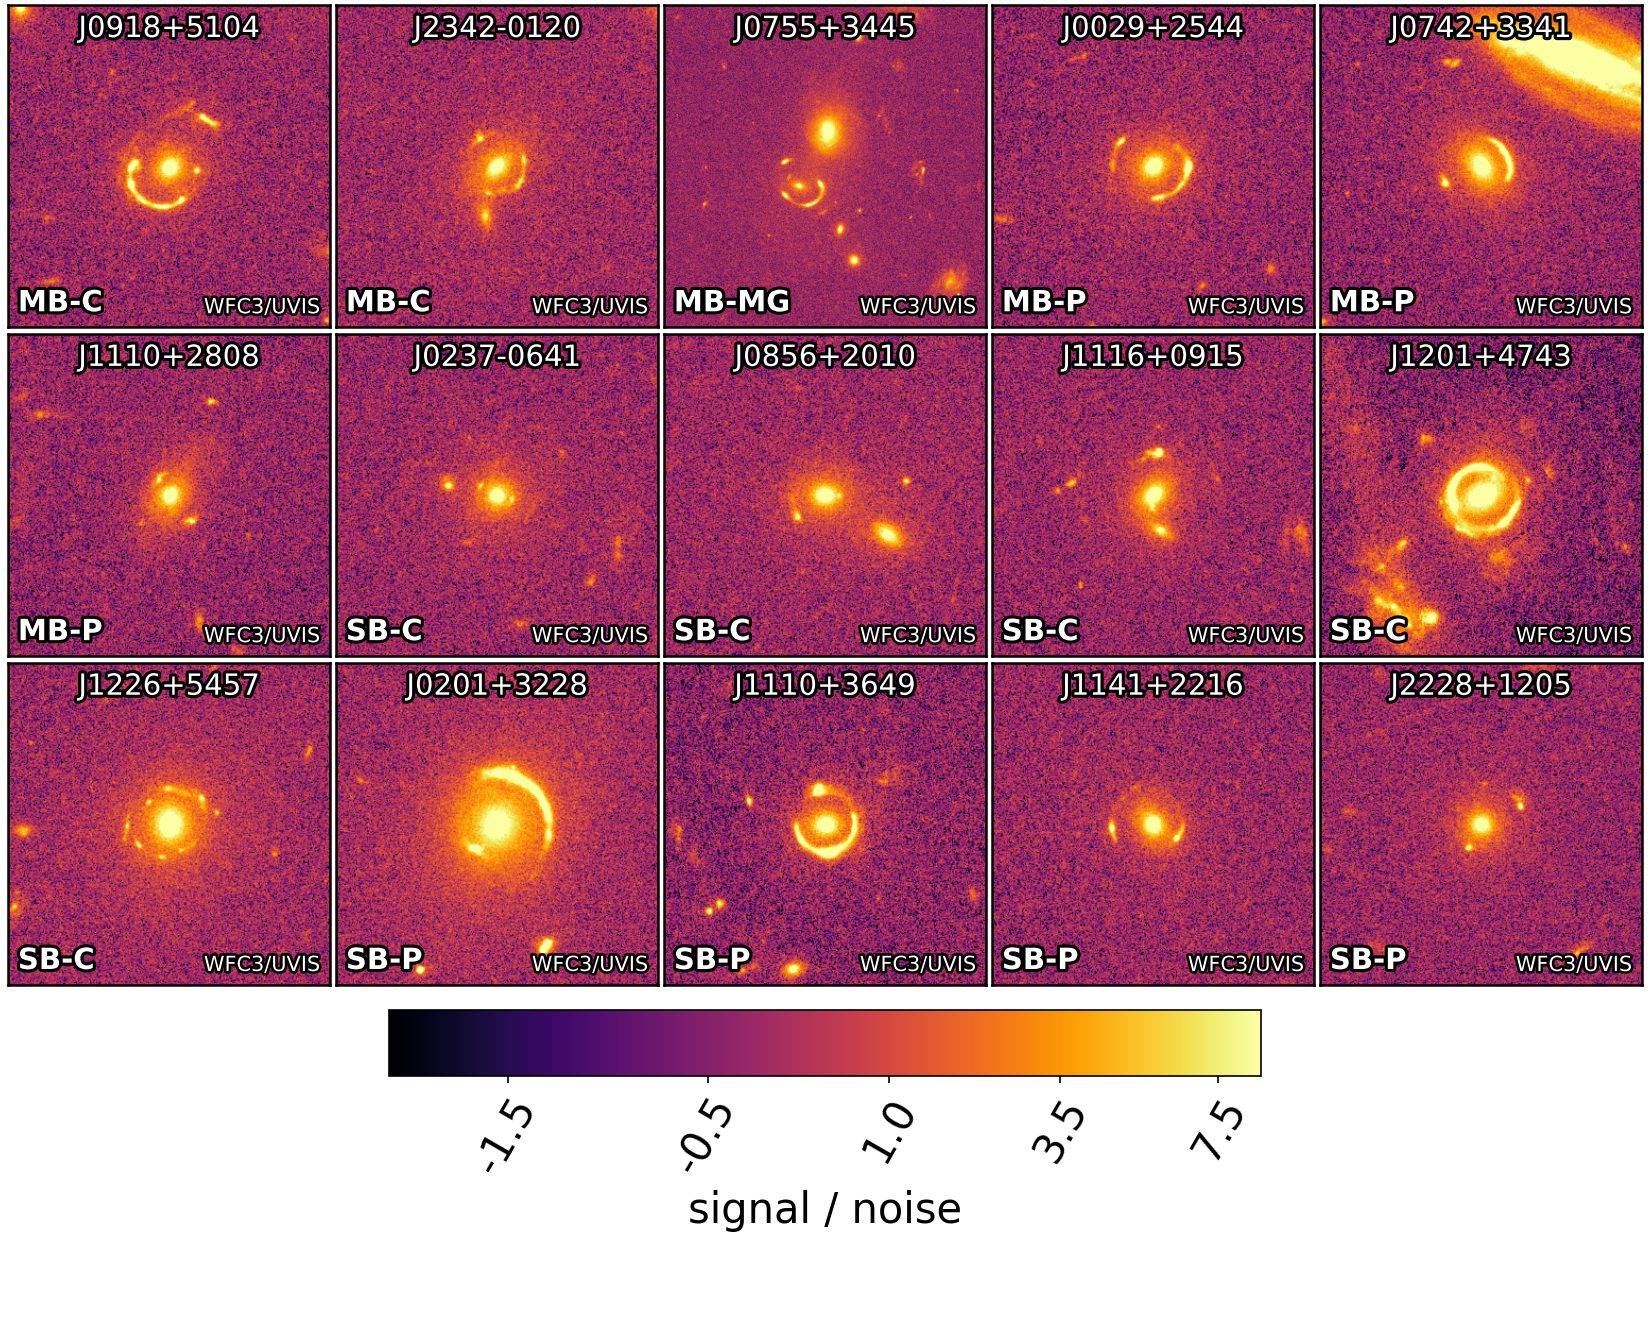 J0918+5104
MB-C WFC3/UVIS
J2342-0120
MB-C WFC3/UVIS
J0755+3445
MB-MG WFC3/UVIS
J0029+2544
MB-P WFC3/UVIS
J0742+3341
MB-P WFC3/UVIS
J1110+2808
MB-P WFC3/UVIS
J0237-0641
SB-C WFC3/UVIS
J0856+2010
SB-C WFC3/UVIS
J1116+0915
SB-C WFC3/UVIS
J1201+4743
SB-C WFC3/UVIS
J1226+5457
SB-C WFC3/UVIS
J0201+3228
SB-P WFC3/UVIS
J1110+3649
SB-P WFC3/UVIS
J1141+2216
SB-P WFC3/UVIS
J2228+1205
SB-P WFC3/UVIS
-1.5 -0.5 1.0 3.5 7.5
signal / noise